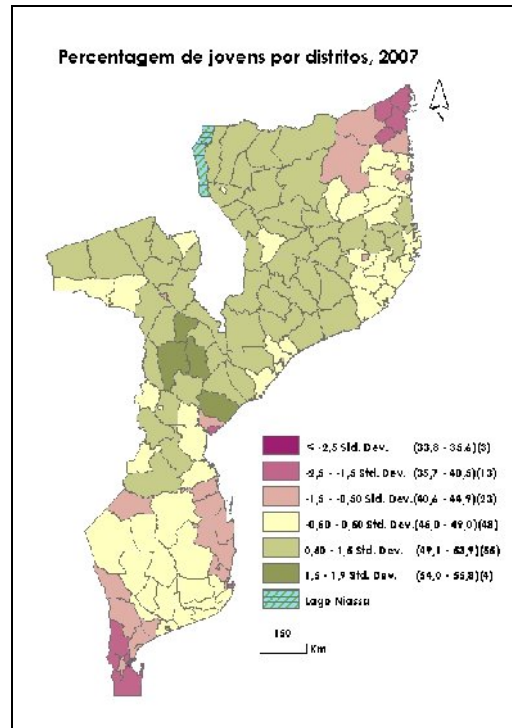 Percentagem de jovens por distritos, 2007
< -2,5 Std. Dev. (33,8 - 35,6)(3)
-2,5 - -1,5 Std. Dev. (35,7 - 40,5)(13)
-1,5 - -0,50 Std. Dev.(40,6 - 44,9)(23)
-0,50 - 0,50 Std. Dev.(45,0 - 49,0)(48)
0,50 - 1,5 Std. Dev. (49,1 - 53,9)(55)
1,5 - 1,9 Std. Dev. (54,0 - 55,8)(4)
Lago Niassa
150
Km